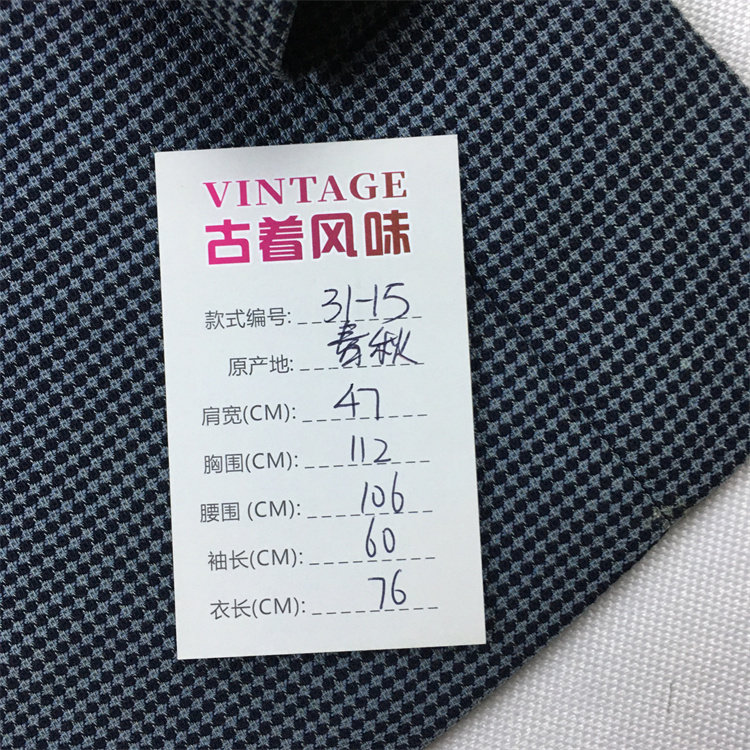 VINTAGE
古着风味
款式编号: 31-15
原产地: 春秋
肩宽(CM): 47
胸围(CM): 112
腰围 (CM): 106
袖长(CM): 60
衣长(CM): 76